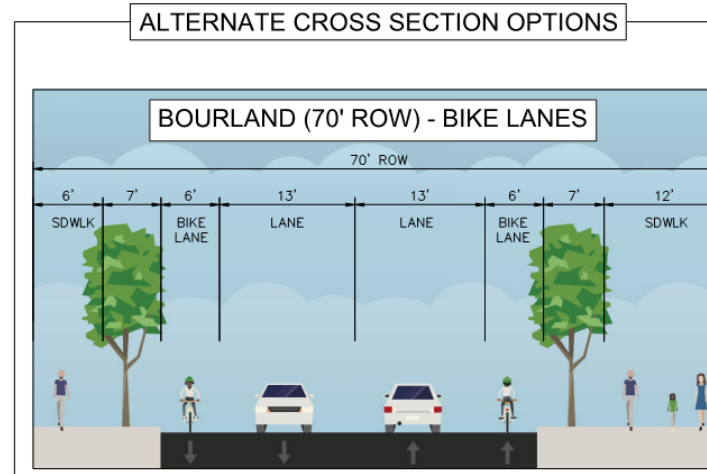 ALTERNATE CROSS SECTION OPTIONS
BOURLAND (70' ROW) - BIKE LANES
70' ROW
6' 7' 6' 13' 13' 6' 7' 12'
SDWLK BIKE LANE LANE LANE BIKE LANE SDWLK